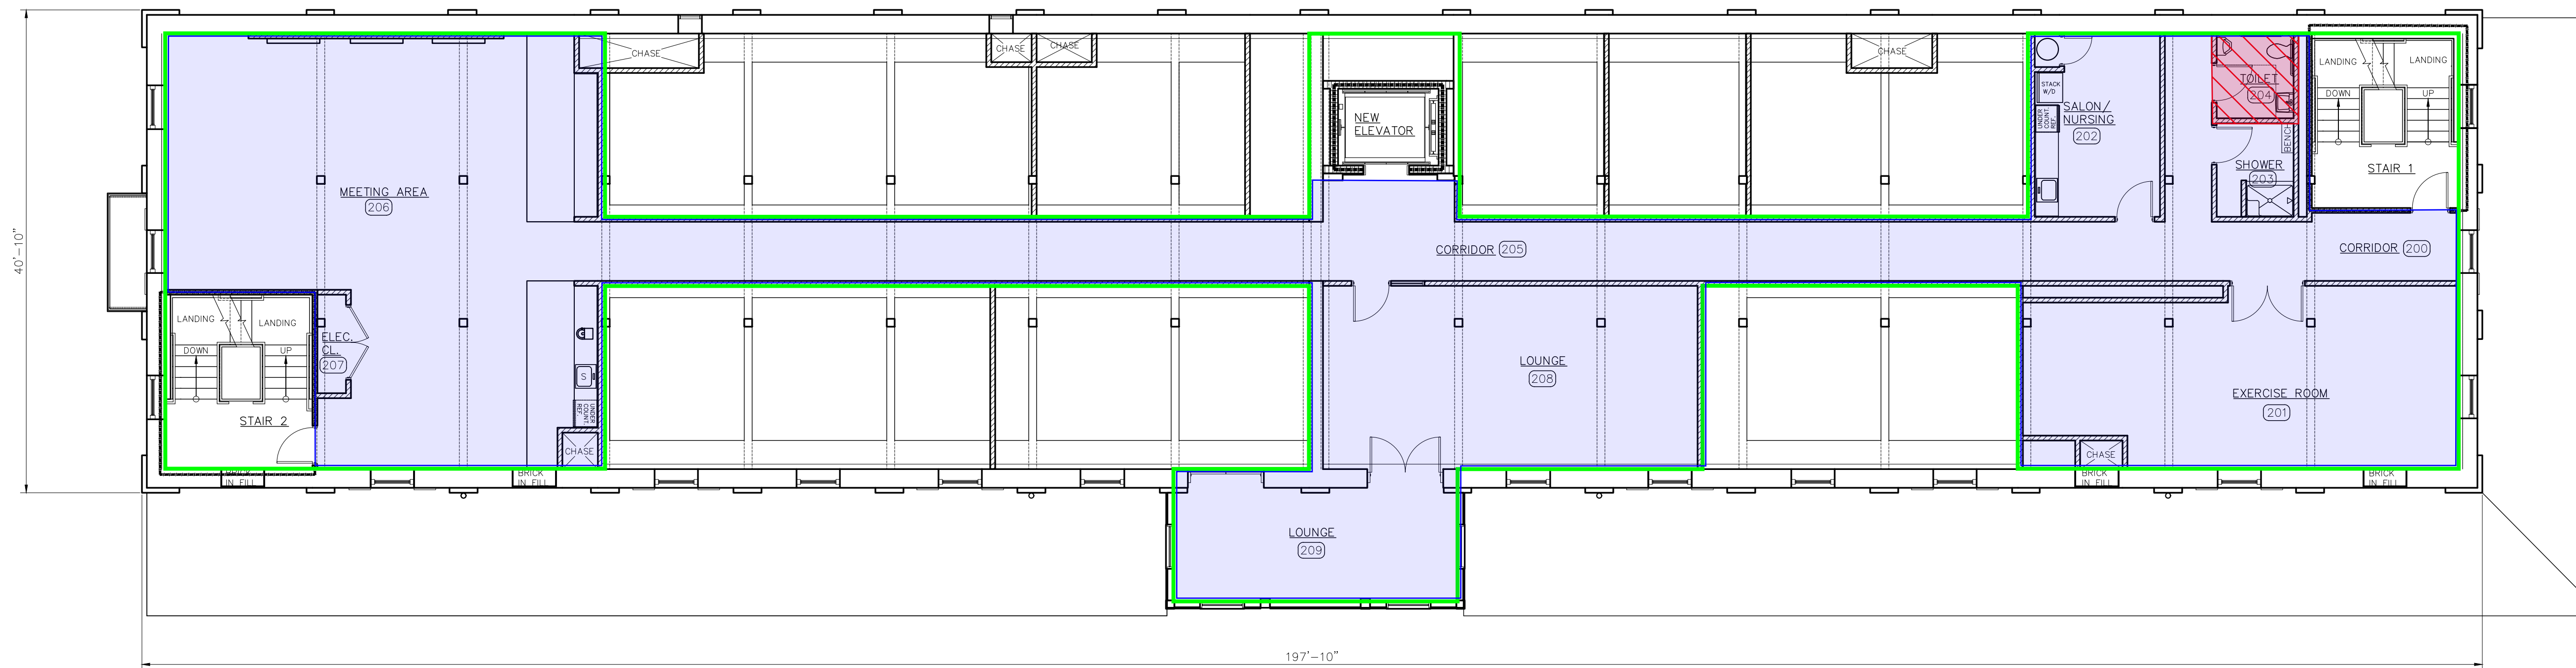 CHASE
CHASE
CHASE
CHASE
NEW
ELEVATOR
STACK
W/D
UNDER
COUNT.
REF.
SALON/
NURSING
202
TOILET
204
BENCH
SHOWER
203
LANDING
LANDING
DOWN
UP
STAIR 1
MEETING AREA
206
40'-10"
CORRIDOR 205
CORRIDOR 200
LANDING
LANDING
DOWN
UP
STAIR 2
ELEC.
CL.
207
S
UNDER
COUNT.
REF.
CHASE
LOUNGE
208
EXERCISE ROOM
201
CHASE
BRICK
IN FILL
BRICK
IN FILL
BRICK
IN FILL
BRICK
IN FILL
LOUNGE
209
197'-10"